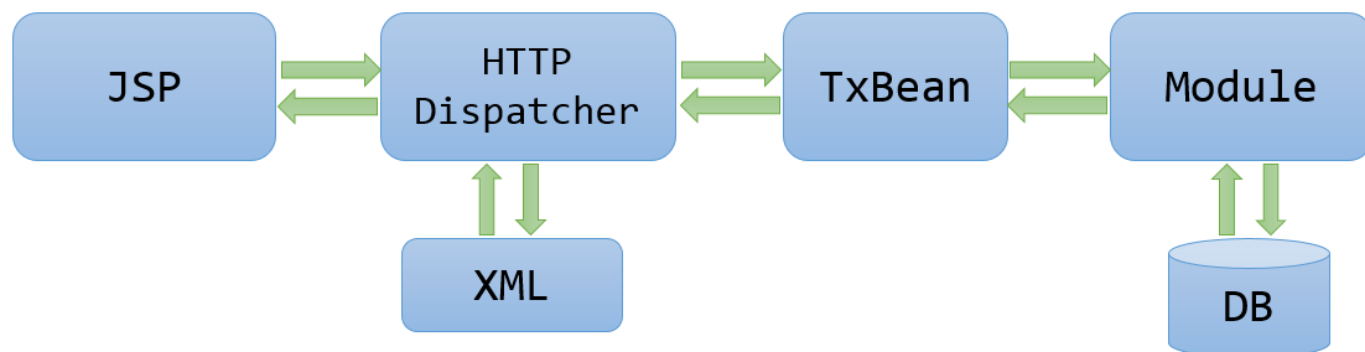 JSP
HTTP
Dispatcher
TxBean
Module
XML
DB